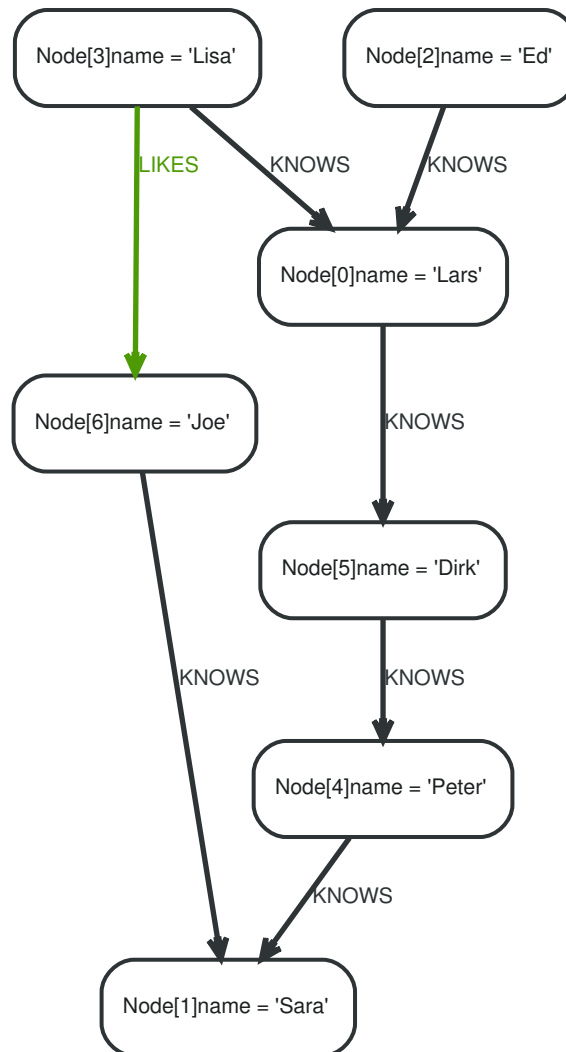 Node[3]name = 'Lisa'
Node[2]name = 'Ed'
LIKES
KNOWS
KNOWS
Node[0]name = 'Lars'
Node[6]name = 'Joe'
KNOWS
Node[5]name = 'Dirk'
KNOWS
KNOWS
Node[4]name = 'Peter'
KNOWS
Node[1]name = 'Sara'